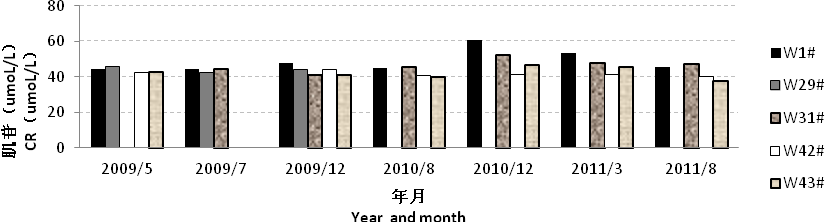 80
60
40
20
0
肌苷（umoL/L）
CR（umoL/L）
2009/5 2009/7 2009/12 2010/8 2010/12 2011/3 2011/8
年月
Year and month
W1#
W29#
W31#
W42#
W43#